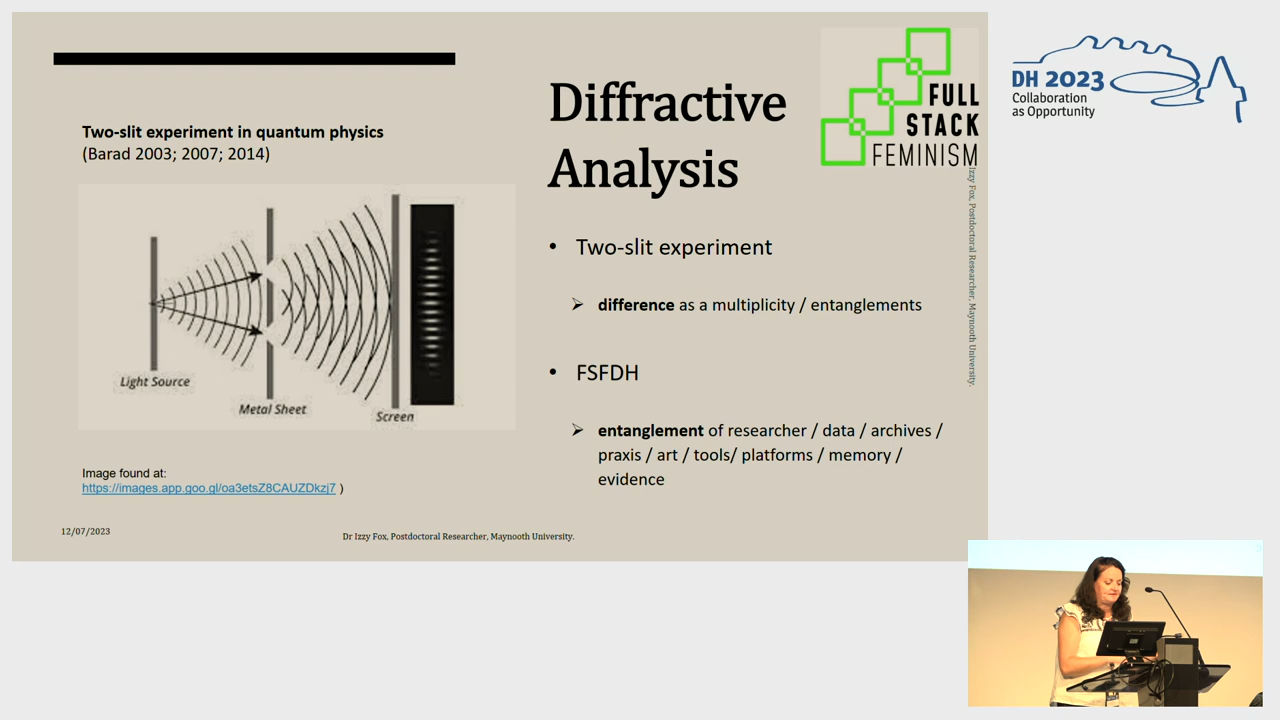 Two-slit experiment in quantum physics
(Barad 2003; 2007; 2014)
Light Source
Metal Sheet
Screen
Image found at:
https://images.app.goo.gl/oa3etsZ8CAUZDkzj7 )
12/07/2023
Dr Izzy Fox, Postdoctoral Researcher, Maynooth University.
Diffractive
Analysis
• Two-slit experiment
➢ difference as a multiplicity / entanglements
• FSFDH
➢ entanglement of researcher / data / archives /
praxis / art / tools/ platforms / memory /
evidence
FULL
STACK
FEMINISM
Izzy Fox, Postdoctoral Researcher, Maynooth University.
DH 2023
Collaboration
as Opportunity